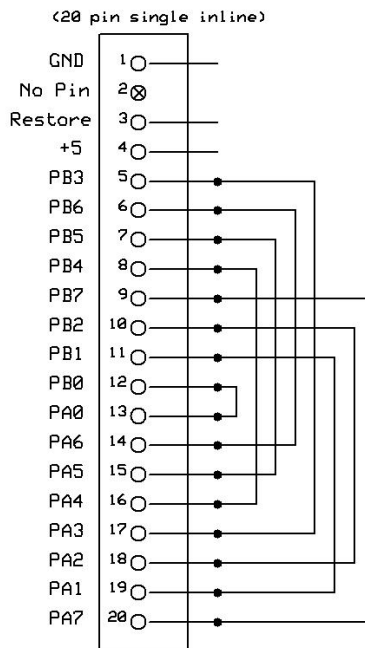 (20 pin single inline)
GND 1
No Pin 2
Restore 3
+5 4
PB3 5
PB6 6
PB5 7
PB4 8
PB7 9
PB2 10
PB1 11
PB0 12
PA0 13
PA6 14
PA5 15
PA4 16
PA3 17
PA2 18
PA1 19
PA7 20